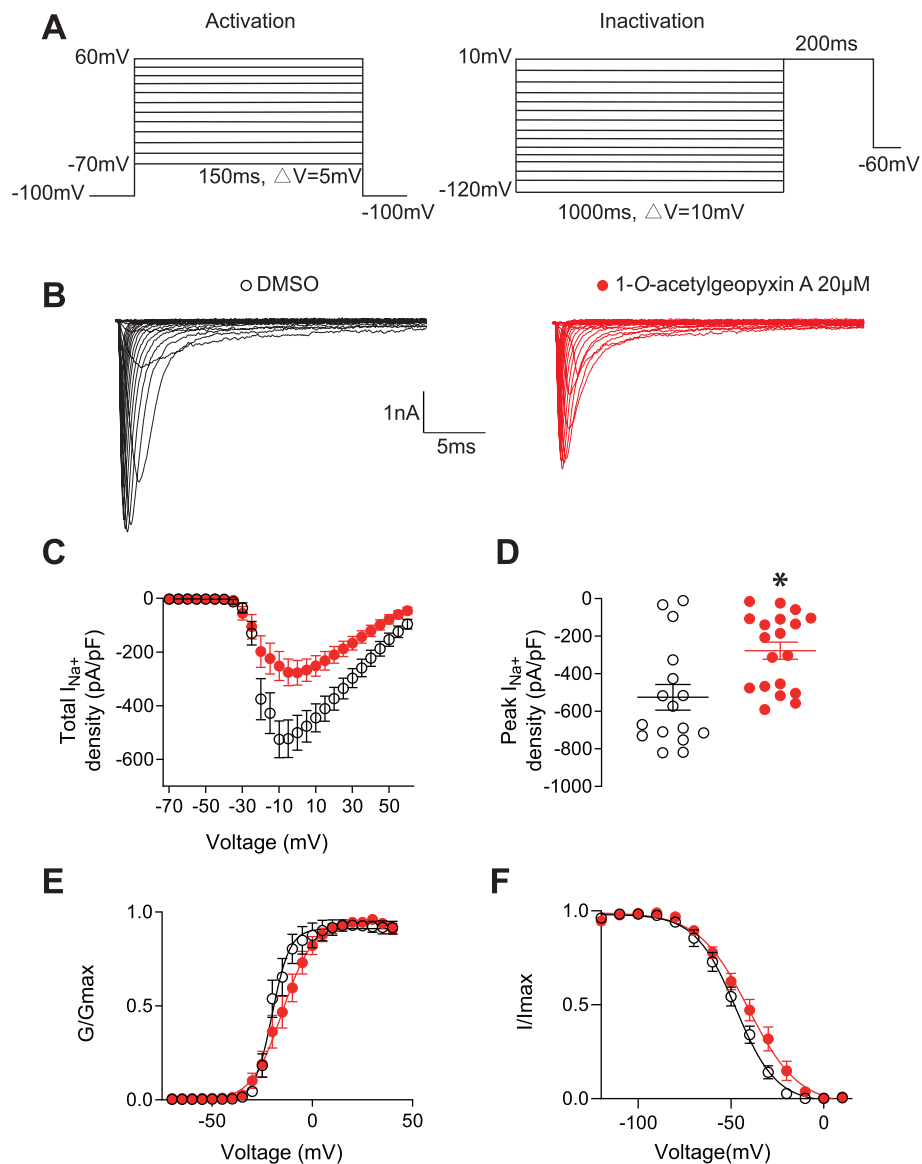 A
Activation
Inactivation
60mV
-70mV
-100mV
150ms, △V=5mV
-100mV
10mV
200ms
-120mV
-60mV
1000ms, △V=10mV
B
DMSO
1-O-acetylgeopyxin A 20μM
1nA
5ms
C
Total INa+
density (pA/pF)
0
-200
-400
-600
-70 -50 -30 -10 10 30 50
Voltage (mV)
D
*
Peak INa+
density (pA/pF)
0
-200
-400
-600
-800
-1000
E
G/Gmax
1.0
0.5
0.0
-50 0 50
Voltage (mV)
F
I/Imax
1.0
0.5
0.0
-100 -50 0
Voltage(mV)